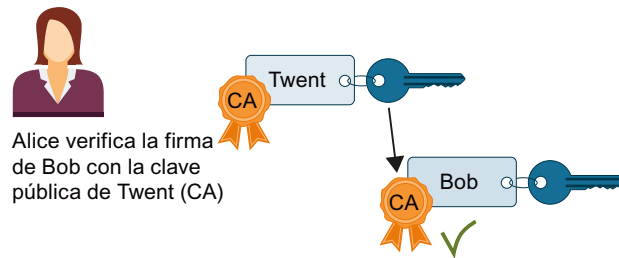 Twent
CA
Alice verifica la firma
de Bob con la clave
pública de Twent (CA)
Bob
CA